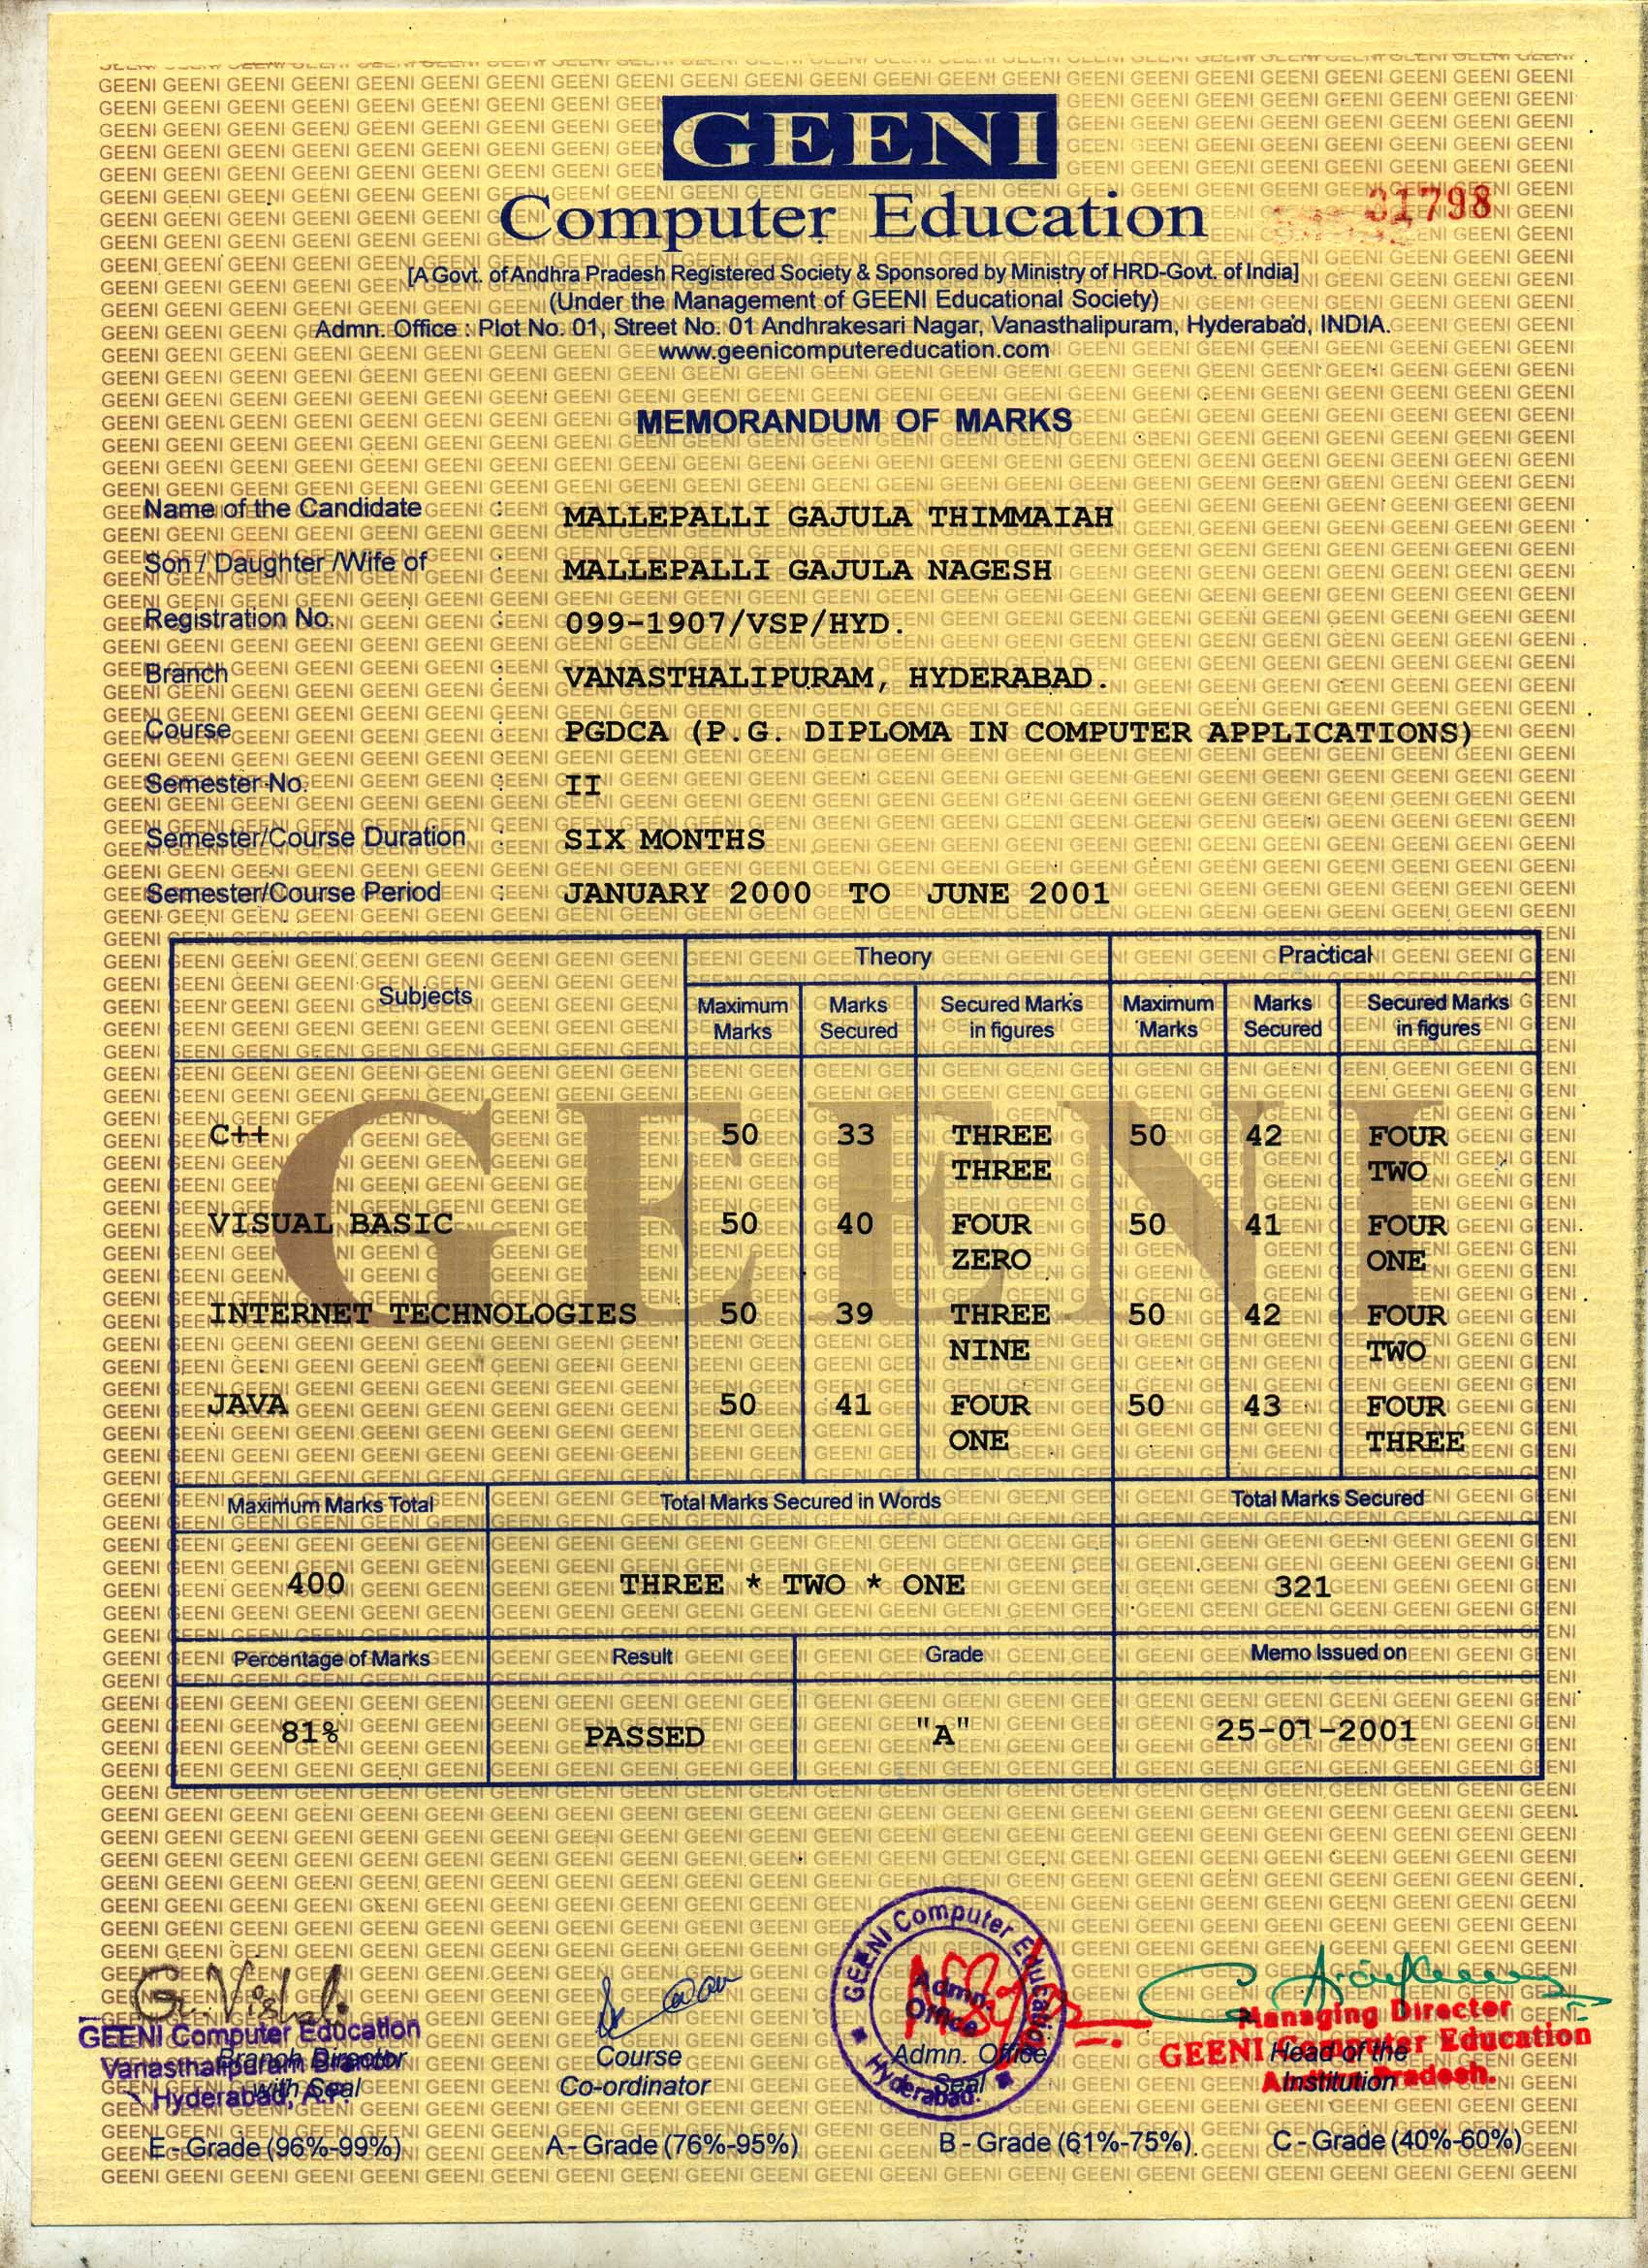 GEENI
Computer Education
31798
[A Govt. of Andhra Pradesh Registered Society & Sponsored by Ministry of HRD-Govt. of India]
(Under the Management of GEENI Educational Society)
Admn. Office : Plot No. 01, Street No. 01 Andhrakesari Nagar, Vanasthalipuram, Hyderabad, INDIA.
www.geenicomputereducation.com
MEMORANDUM OF MARKS
Name of the Candidate : MALLEPALLI GAJULA THIMMAIAH
Son / Daughter /Wife of : MALLEPALLI GAJULA NAGESH
Registration No. : 099-1907/VSP/HYD.
Branch : VANASTHALIPURAM, HYDERABAD.
Course : PGDCA (P.G. DIPLOMA IN COMPUTER APPLICATIONS)
Semester No. : II
Semester/Course Duration : SIX MONTHS
Semester/Course Period : JANUARY 2000 TO JUNE 2001
Theory Practical
Subjects
Maximum Marks Secured Marks Maximum Marks Secured Marks
Marks Secured in figures Marks Secured in figures
C++ 50 33 THREE 50 42 FOUR
THREE TWO
VISUAL BASIC 50 40 FOUR 50 41 FOUR
ZERO ONE
INTERNET TECHNOLOGIES 50 39 THREE 50 42 FOUR
NINE TWO
JAVA 50 41 FOUR 50 43 FOUR
ONE THREE
GEENI
Maximum Marks Total Total Marks Secured in Words Total Marks Secured
400 THREE * TWO * ONE 321
Percentage of Marks Result Grade Memo Issued on
81% PASSED "A" 25-01-2001
GEENI Computer Education
Vanasthalipuram Branch
Hyderabad, A.P.
Branch Director
with Seal
Course
Co-ordinator
GEENI Computer Education
Admn.
Office
Hyderabad.
Admn. Office
Seal
Managing Director
GEENI Computer Education
Head of the
Institution
E - Grade (96%-99%) A - Grade (76%-95%) B - Grade (61%-75%). C - Grade (40%-60%)